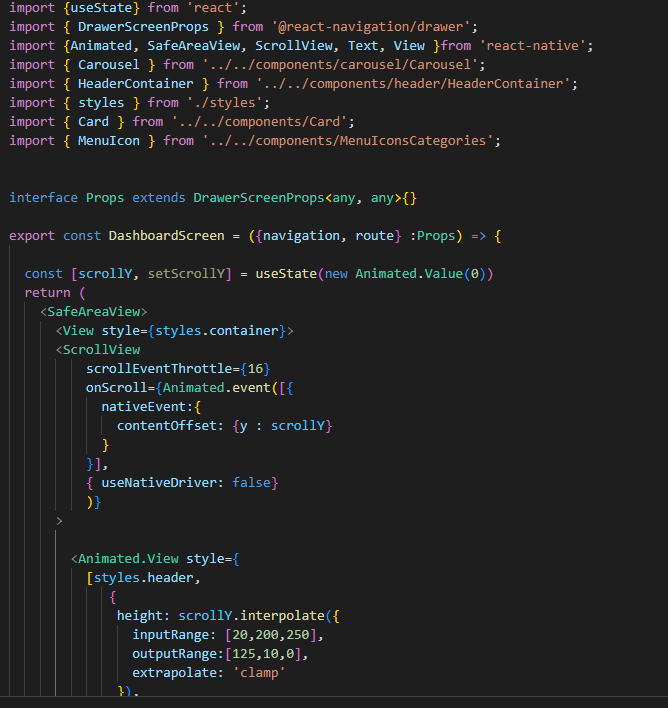 import {useState} from 'react';
import { DrawerScreenProps } from '@react-navigation/drawer';
import {Animated, SafeAreaView, ScrollView, Text, View }from 'react-native';
import { Carousel } from '../../components/carousel/Carousel';
import { HeaderContainer } from '../../components/header/HeaderContainer';
import { styles } from './styles';
import { Card } from '../../components/Card';
import { MenuIcon } from '../../components/MenuIconsCategories';
interface Props extends DrawerScreenProps<any, any>{}
export const DashboardScreen = ({navigation, route} :Props) => {
const [scrollY, setScrollY] = useState(new Animated.Value(0))
return (
<SafeAreaView>
<View style={styles.container}>
<ScrollView
scrollEventThrottle={16}
onScroll={Animated.event([{
nativeEvent:{
contentOffset: {y : scrollY}
}
}],
{ useNativeDriver: false}
)}
>
<Animated.View style={
[styles.header,
{
height: scrollY.interpolate({
inputRange: [20,200,250],
outputRange:[125,10,0],
extrapolate: 'clamp'
}),